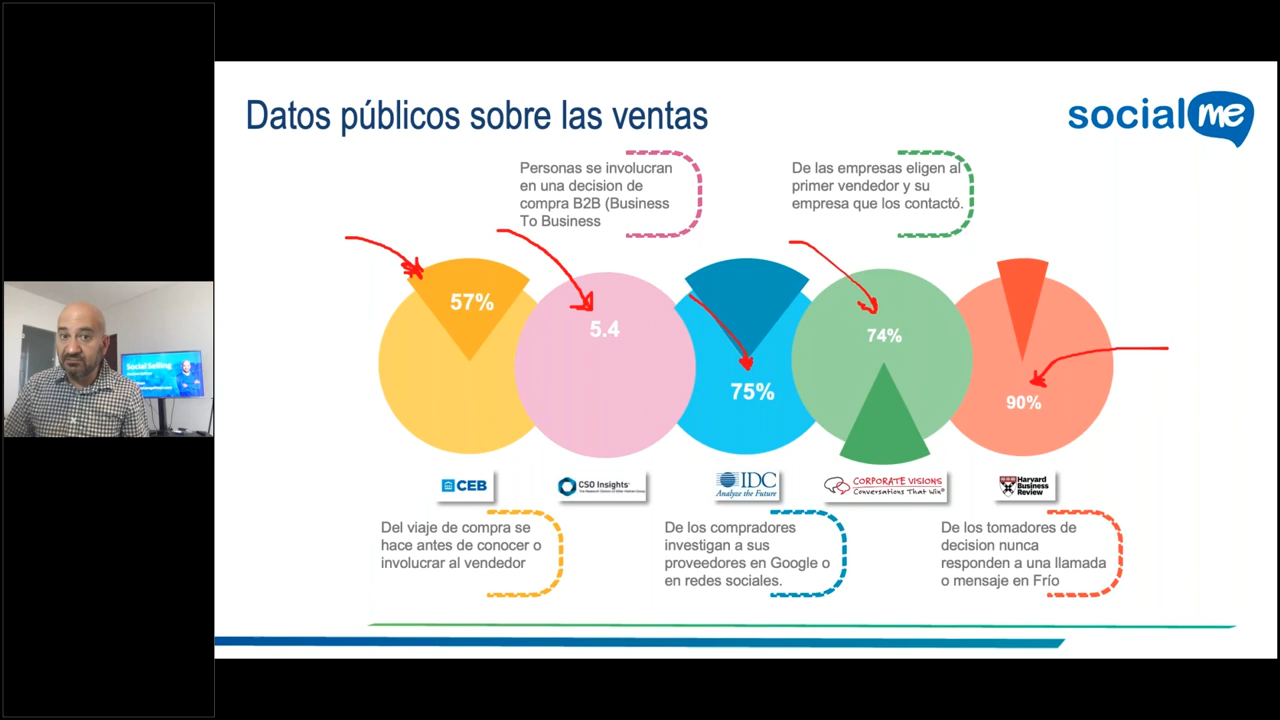 Datos públicos sobre las ventas
social me
Personas se involucran
en una decision de
compra B2B (Business
To Business
De las empresas eligen al
primer vendedor y su
empresa que los contactó.
57%
5.4
75%
74%
90%
CEB
CSO Insights
IDC
Analyze the Future
CORPORATE VISIONS
Conversations That Win®
Harvard
Business
Review
Del viaje de compra se
hace antes de conocer o
involucrar al vendedor
De los compradores
investigan a sus
proveedores en Google o
en redes sociales.
De los tomadores de
decision nunca
responden a una llamada
o mensaje en Frío
Social Selling